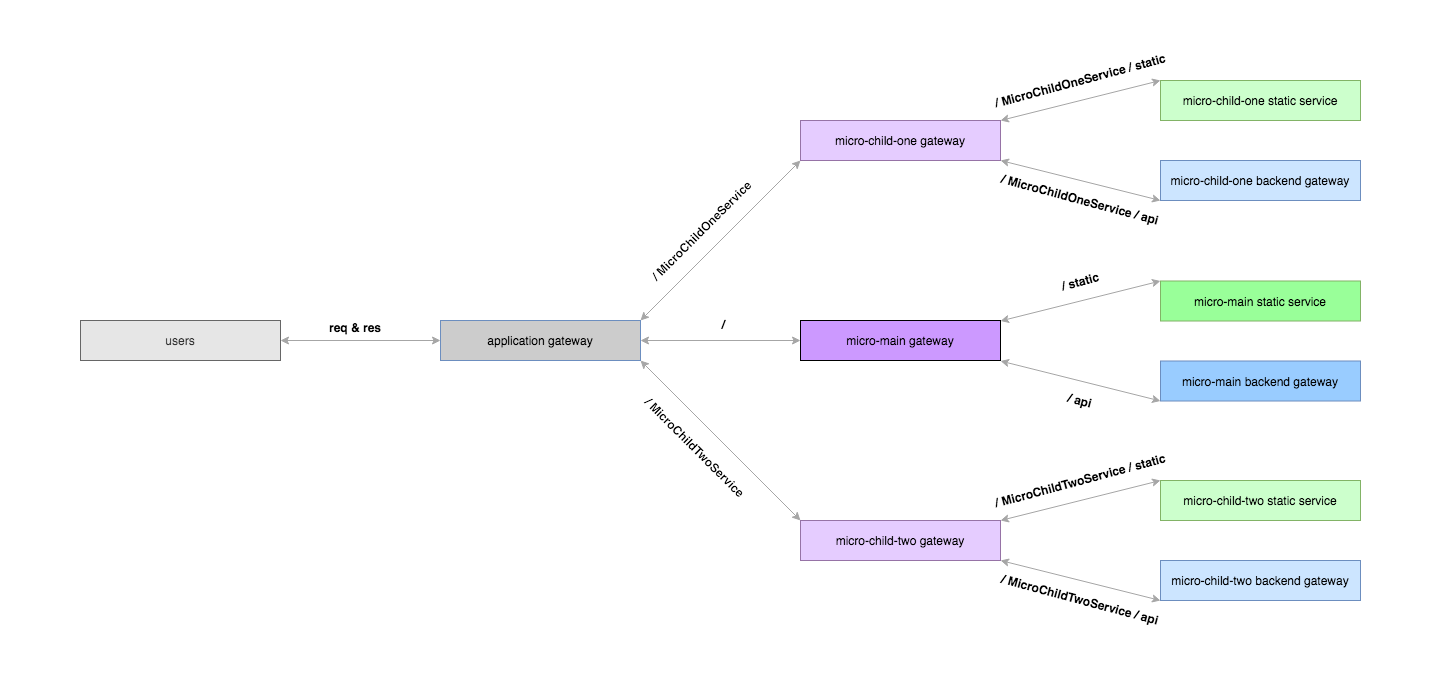 / MicroChildOneService / static
micro-child-one static service
micro-child-one gateway
micro-child-one backend gateway
/ MicroChildOneService / api
/ MicroChildOneService
/ static
micro-main static service
users
req & res
application gateway
/
micro-main gateway
micro-main backend gateway
/ api
/ MicroChildTwoService
/ MicroChildTwoService / static
micro-child-two static service
micro-child-two gateway
micro-child-two backend gateway
/ MicroChildTwoService / api